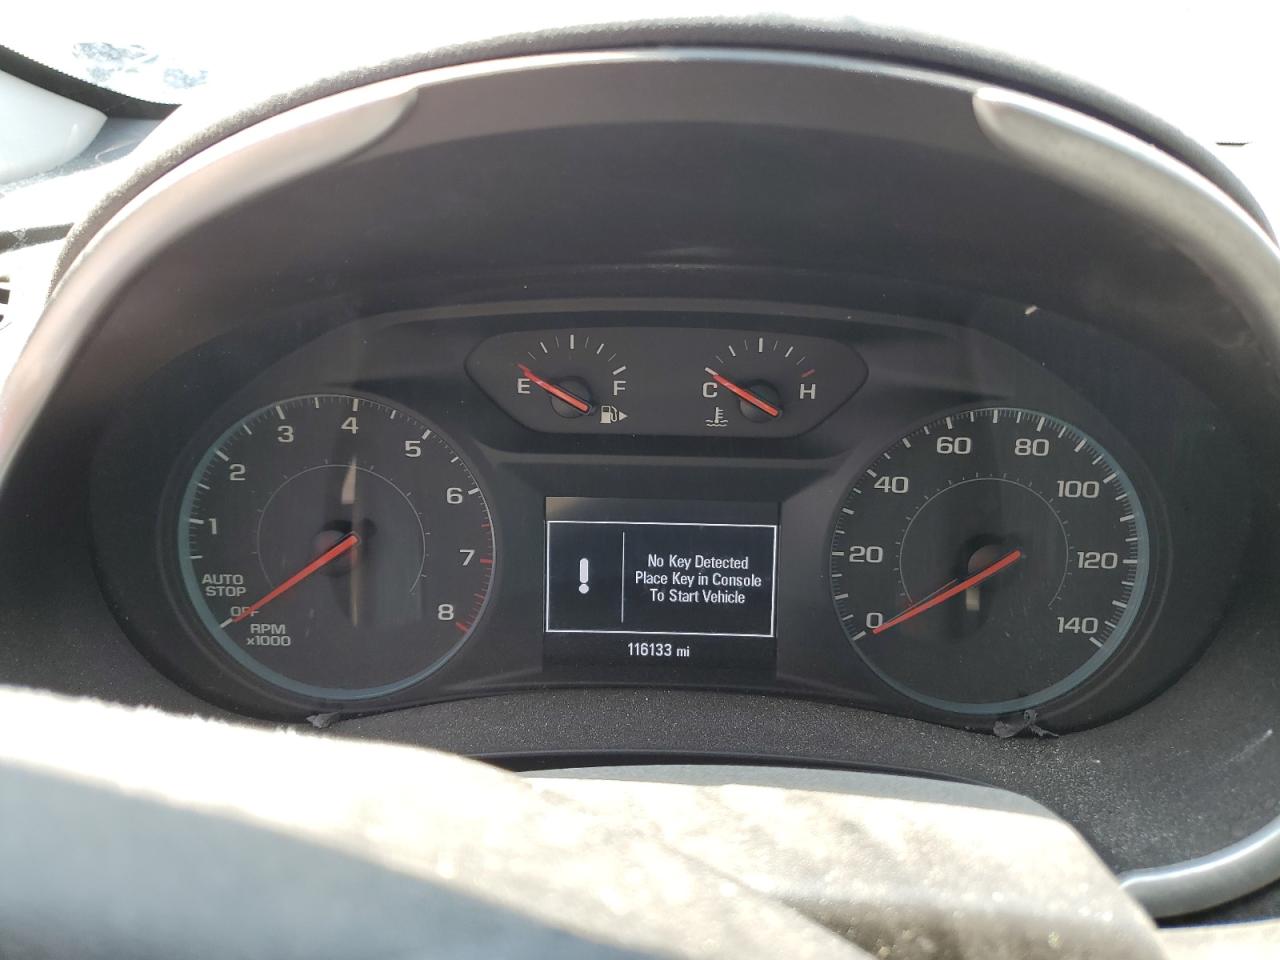 E F
C H
1 2 3 4 5 6 7 8
AUTO
STOP
OFF
RPM
x1000
0 20 40 60 80 100 120 140
No Key Detected
Place Key in Console
To Start Vehicle
116133 mi